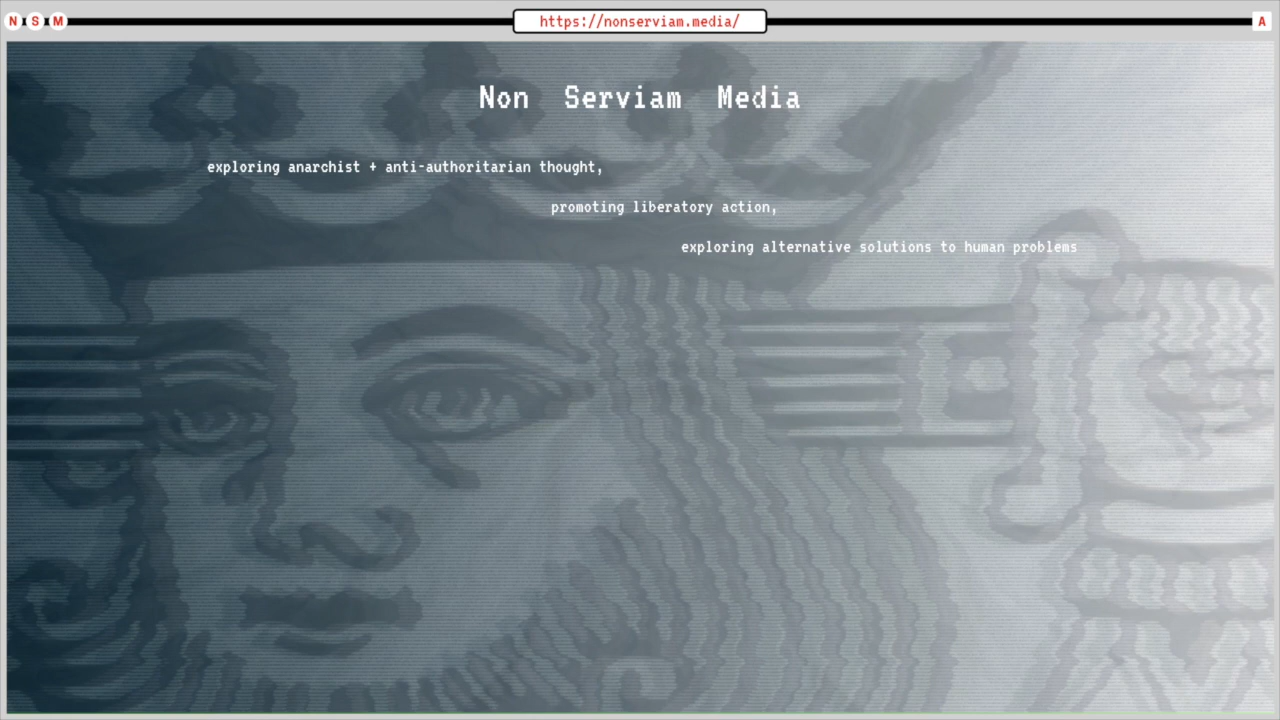 N S M
https://nonserviam.media/
A
Non Serviam Media
exploring anarchist + anti-authoritarian thought,
promoting liberatory action,
exploring alternative solutions to human problems